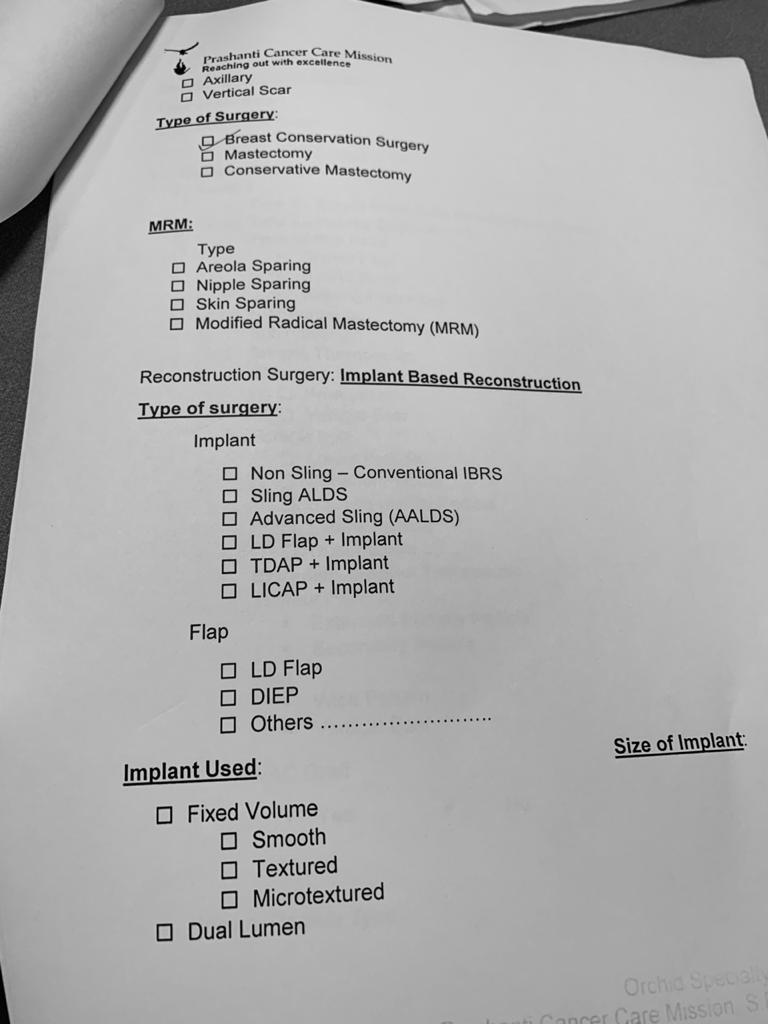 Prashanti Cancer Care Mission
Reaching out with excellence
☐ Axillary
☐ Vertical Scar
Type of Surgery:
☑ Breast Conservation Surgery
☐ Mastectomy
☐ Conservative Mastectomy
MRM:
Type
☐ Areola Sparing
☐ Nipple Sparing
☐ Skin Sparing
☐ Modified Radical Mastectomy (MRM)
Reconstruction Surgery: Implant Based Reconstruction
Type of surgery:
Implant
☐ Non Sling – Conventional IBRS
☐ Sling ALDS
☐ Advanced Sling (AALDS)
☐ LD Flap + Implant
☐ TDAP + Implant
☐ LICAP + Implant
Flap
☐ LD Flap
☐ DIEP
☐ Others ............................
Size of Implant:
Implant Used:
☐ Fixed Volume
☐ Smooth
☐ Textured
☐ Microtextured
☐ Dual Lumen
Orchid Specialty
Cancer Care Mission, S.